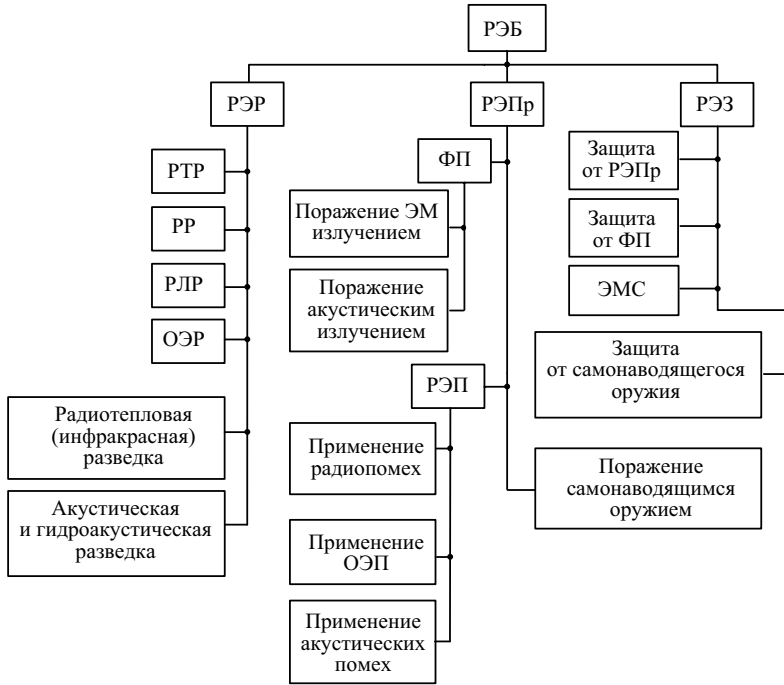 РЭБ
РЭР
РЭПр
РЭЗ
РТР
РР
РЛР
ОЭР
Радиотепловая
(инфракрасная)
разведка
Акустическая
и гидроакустическая
разведка
ФП
Поражение ЭМ
излучением
Поражение
акустическим
излучением
РЭП
Применение
радиопомех
Применение
ОЭП
Применение
акустических
помех
Защита
от РЭПр
Защита
от ФП
ЭМС
Защита
от самонаводящегося
оружия
Поражение
самонаводящимся
оружием